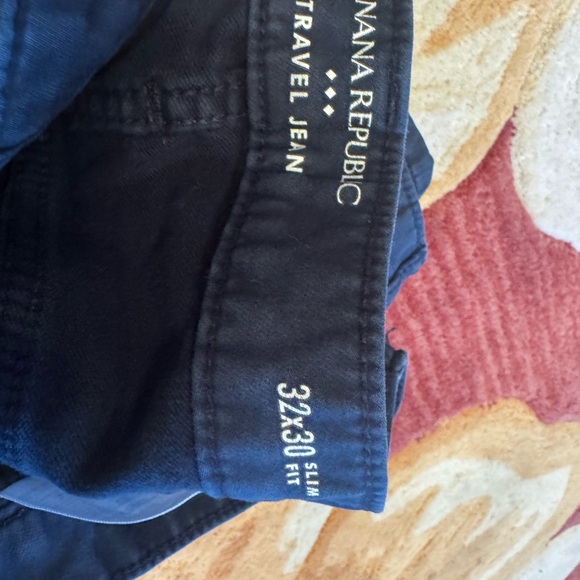 NANA REPUBLIC
TRAVEL JEAN
32x30 SLIM
FIT